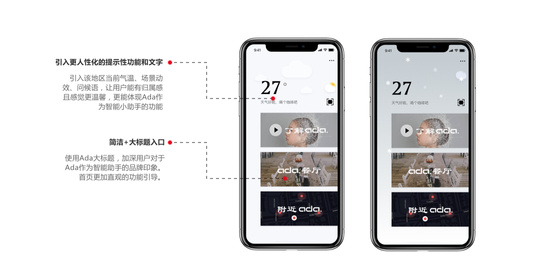 引入更人性化的提示性功能和文字
引入该地区当前气温、场景动
效、问候语，让用户能有归属感
且感觉更温馨，更能体现Ada作
为智能小助手的功能
简洁+大标题入口
使用Ada大标题，加深用户对于
Ada作为智能助手的品牌印象。
首页更加直观的功能引导。
27°
了解 ada.
ada.餐厅
附近 ada.
27
了解 ada.
ada.餐厅
附近 ada.